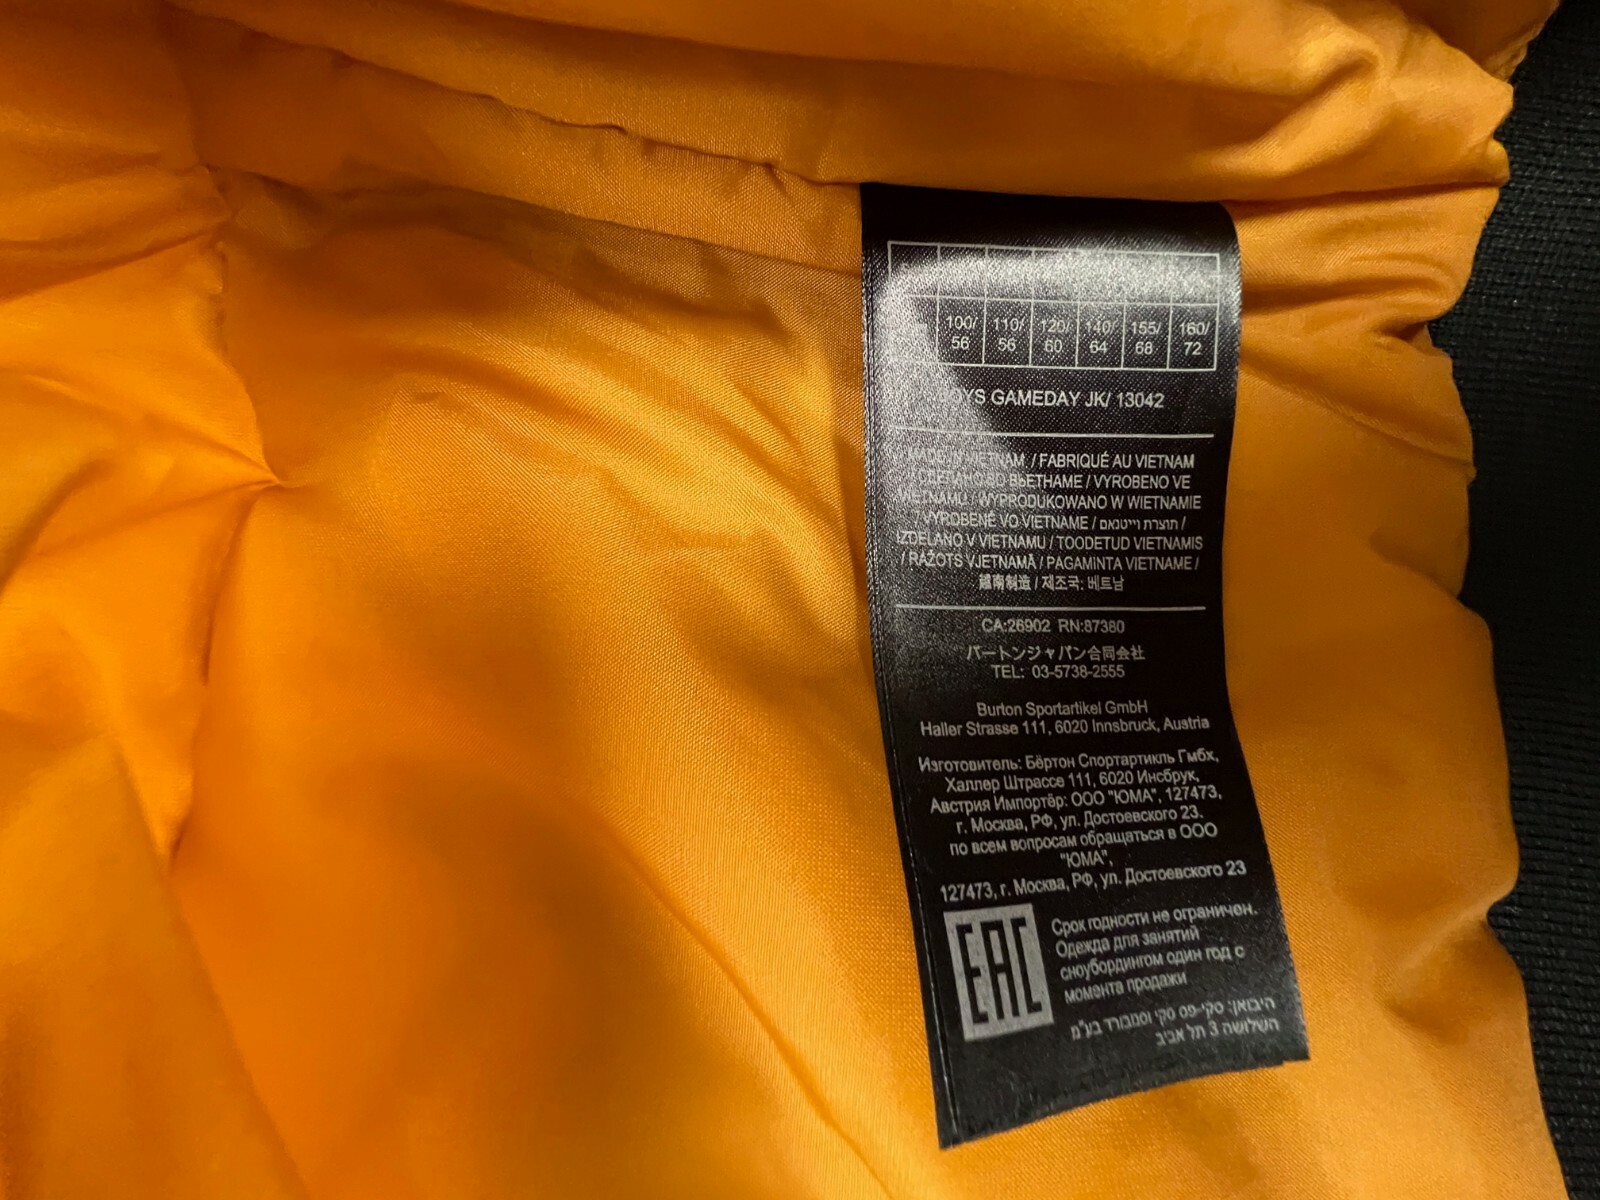 100/ 110/ 120/ 140/ 155/ 160/
56 56 60 64 68 72
GAMEDAY JK/ 13042
VIETNAM / FABRIQUÉ AU VIETNAM
СДЕЛАНО ВО ВЬЕТНАМЕ / VYROBENO VE
VIETNAMU / WYPRODUKOWANO W WIETNAMIE
/ VYROBENÉ VO VIETNAME / תוצרת וייטנאם /
IZDELANO V VIETNAMU / TOODETUD VIETNAMIS
/ RAŽOTS VJETNAMĀ / PAGAMINTA VIETNAME /
越南制造 / 제조국: 베트남
CA:26902 RN:87380
バートンジャパン合同会社
TEL: 03-5738-2555
Burton Sportartikel GmbH
Haller Strasse 111, 6020 Innsbruck, Austria
Изготовитель: Бёртон Спортартикль Гмбх,
Халлер Штрассе 111, 6020 Инсбрук,
Австрия Импортёр: ООО "ЮМА", 127473,
г. Москва, РФ, ул. Достоевского 23.
по всем вопросам обращаться в ООО
"ЮМА",
127473, г. Москва, РФ, ул. Достоевского 23
EAC
Срок годности не ограничен.
Одежда для занятий
сноубордингом один год с
момента продажи
היבואן: סקי-פס סקי וסנובורד בע"מ
השלושה 3 תל אביב